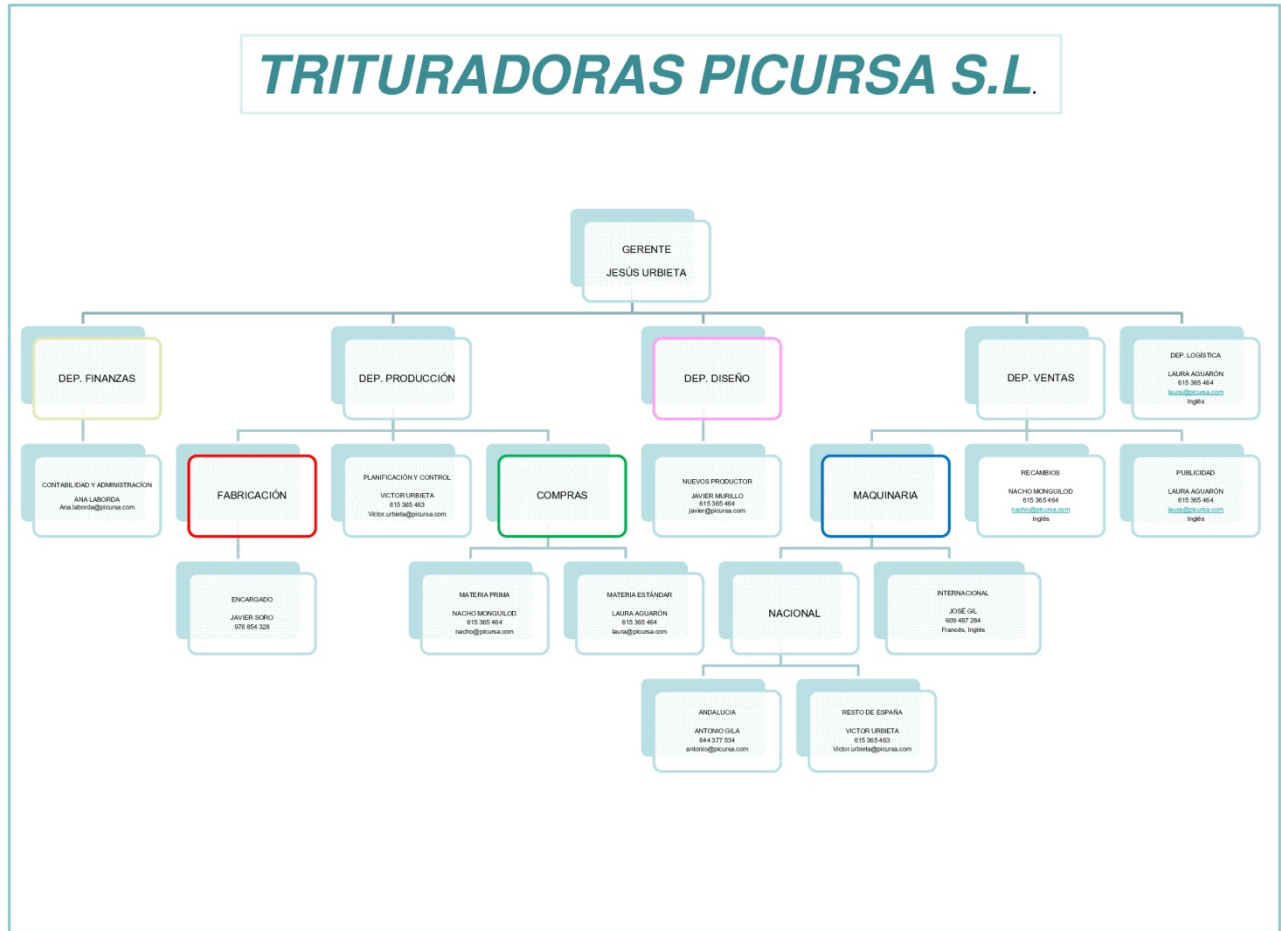 TRITURADORAS PICURSA S.L.
GERENTE
JESÚS URBIETA
DEP. FINANZAS
DEP. PRODUCCIÓN
DEP. DISEÑO
DEP. VENTAS
DEP. LOGÍSTICA
LAURA AGUARÓN
615 365 464
laura@picursa.com
Inglés
CONTABILIDAD Y ADMINISTRACÍON
ANA LABORDA
Ana.laborda@picursa.com
FABRICACIÓN
PLANIFICACIÓN Y CONTROL
VICTOR URBIETA
615 365 463
Victor.urbieta@picursa.com
COMPRAS
NUEVOS PRODUCTOR
JAVIER MURILLO
615 365 464
javier@picursa.com
MAQUINARIA
RECAMBIOS
NACHO MONGUILOD
615 365 464
nacho@picursa.com
Inglés
PUBLICIDAD
LAURA AGUARÓN
615 365 464
laura@picursa.com
Inglés
ENCARGADO
JAVIER SORO
976 854 328
MATERIA PRIMA
NACHO MONGUILOD
615 365 464
nacho@picursa.com
MATERIA ESTÁNDAR
LAURA AGUARÓN
615 365 464
laura@picursa.com
NACIONAL
INTERNACIONAL
JOSÉ GIL
609 487 284
Francés, Inglés
ANDALUCIA
ANTONIO GILA
644 377 534
antonio@picursa.com
RESTO DE ESPAÑA
VICTOR URBIETA
615 365 463
Victor.urbieta@picursa.com